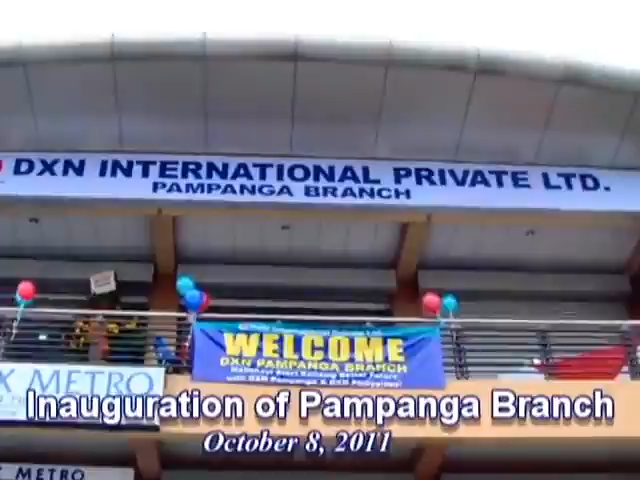 DXN INTERNATIONAL PRIVATE LTD.
PAMPANGA BRANCH
WELCOME
DXN PAMPANGA BRANCH
X METRO
Inauguration of Pampanga Branch
October 8, 2011
METRO